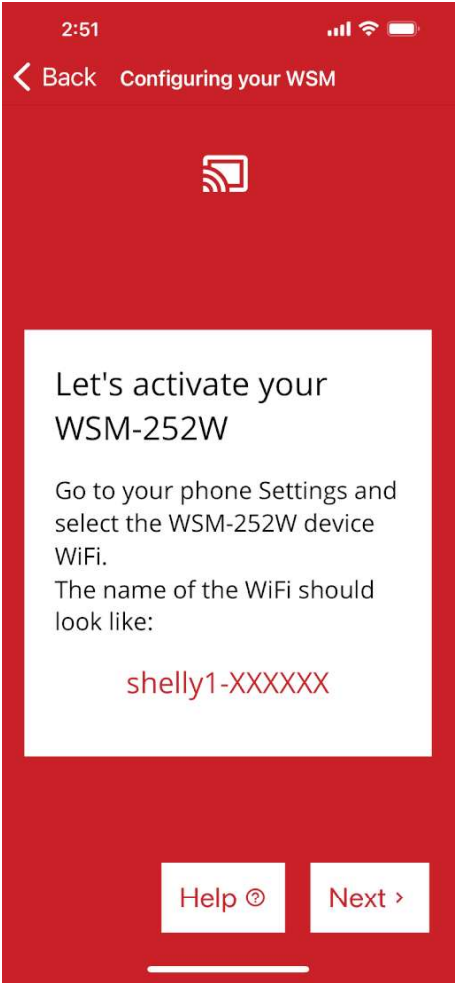 2:51
Back Configuring your WSM
Let's activate your
WSM-252W
Go to your phone Settings and
select the WSM-252W device
WiFi.
The name of the WiFi should
look like:
shelly1-XXXXXX
Help ? Next >